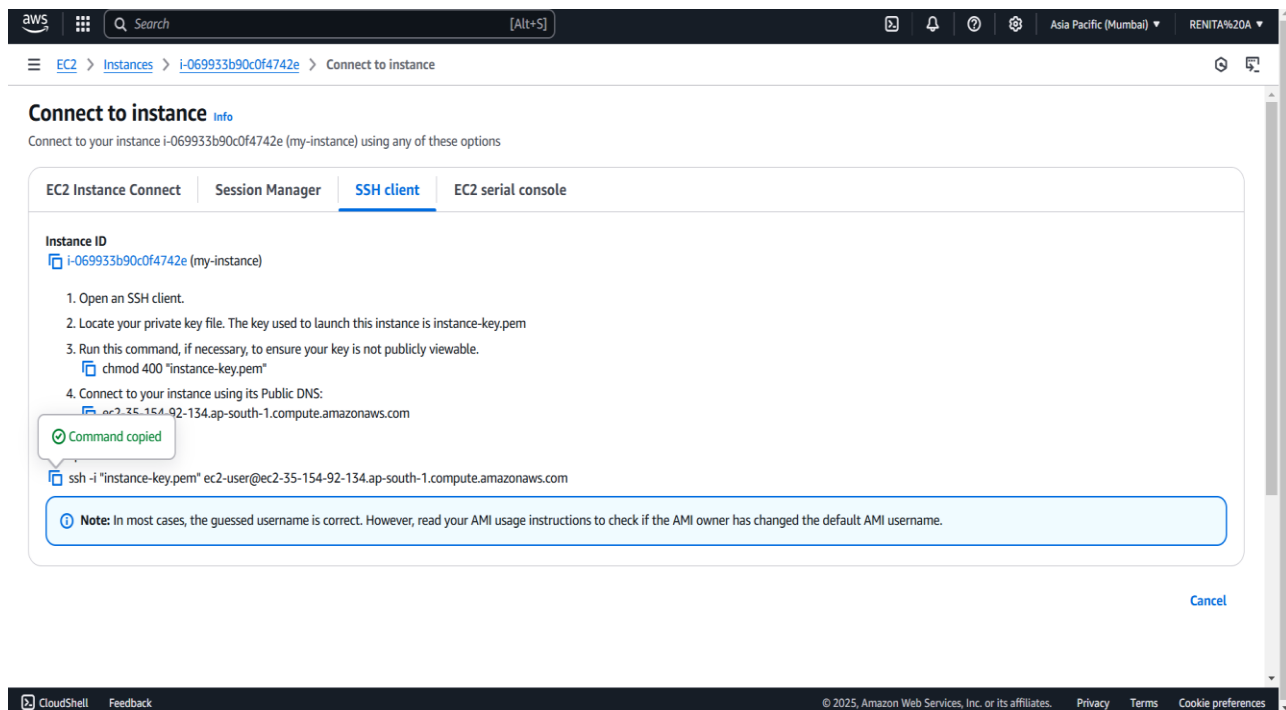 aws
Search [Alt+S] Asia Pacific (Mumbai) RENITA%20A
EC2 > Instances > i-069933b90c0f4742e > Connect to instance
Connect to instance Info
Connect to your instance i-069933b90c0f4742e (my-instance) using any of these options
EC2 Instance Connect Session Manager SSH client EC2 serial console
Instance ID
i-069933b90c0f4742e (my-instance)
1. Open an SSH client.
2. Locate your private key file. The key used to launch this instance is instance-key.pem
3. Run this command, if necessary, to ensure your key is not publicly viewable.
chmod 400 "instance-key.pem"
4. Connect to your instance using its Public DNS:
ec2-35-154-92-134.ap-south-1.compute.amazonaws.com
Command copied
ssh -i "instance-key.pem" ec2-user@ec2-35-154-92-134.ap-south-1.compute.amazonaws.com
Note: In most cases, the guessed username is correct. However, read your AMI usage instructions to check if the AMI owner has changed the default AMI username.
Cancel
CloudShell Feedback © 2025, Amazon Web Services, Inc. or its affiliates. Privacy Terms Cookie preferences